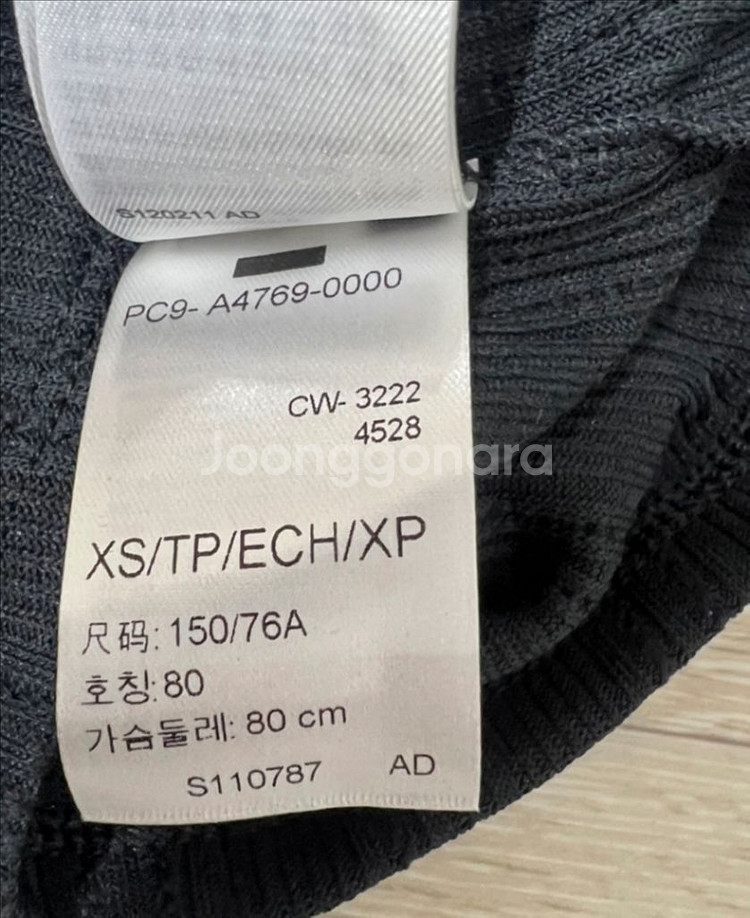 S120211 AD
PC9- A4769-0000
CW- 3222
4528
Joonggonara
XS/TP/ECH/XP
尺码: 150/76A
호칭: 80
가슴둘레: 80 cm
S110787 AD